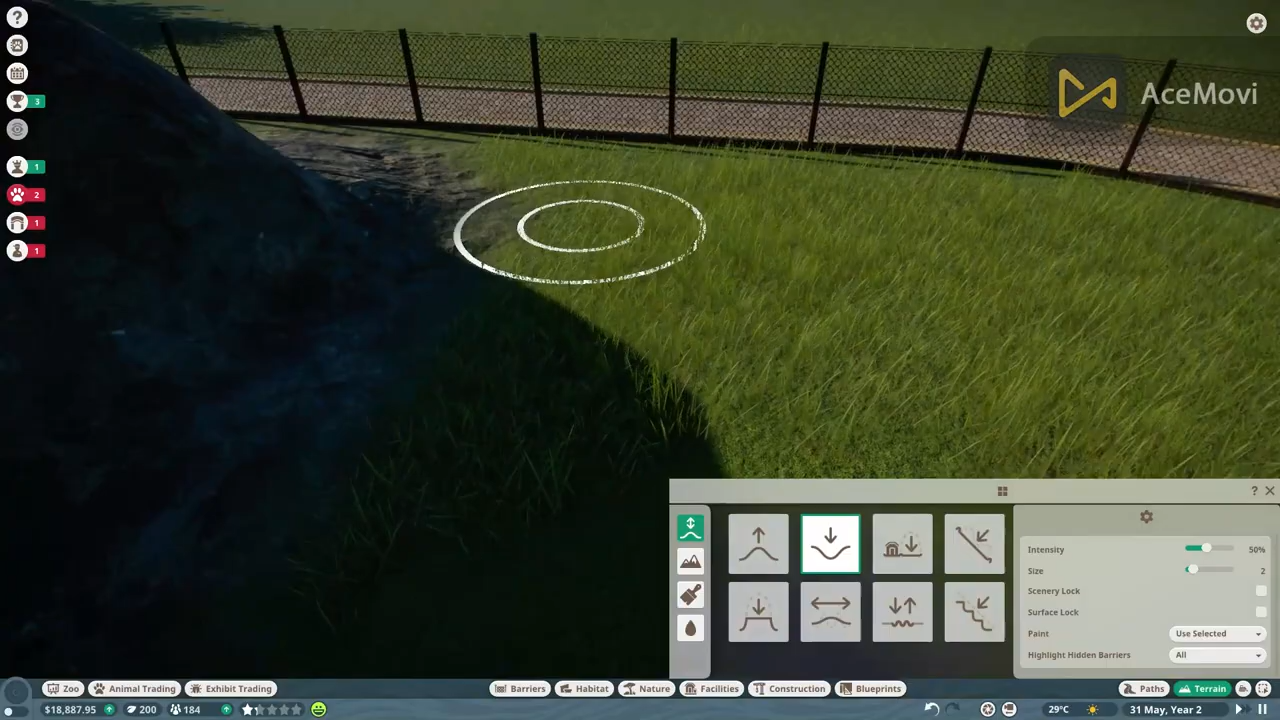 ?
AceMovi
3
1
2
1
1
?
Intensity 50%
Size 2
Scenery Lock
Surface Lock
Paint Use Selected
Highlight Hidden Barriers All
Zoo Animal Trading Exhibit Trading Barriers Habitat Nature Facilities Construction Blueprints Paths Terrain
$18,887.95 200 184 29°C 31 May, Year 2